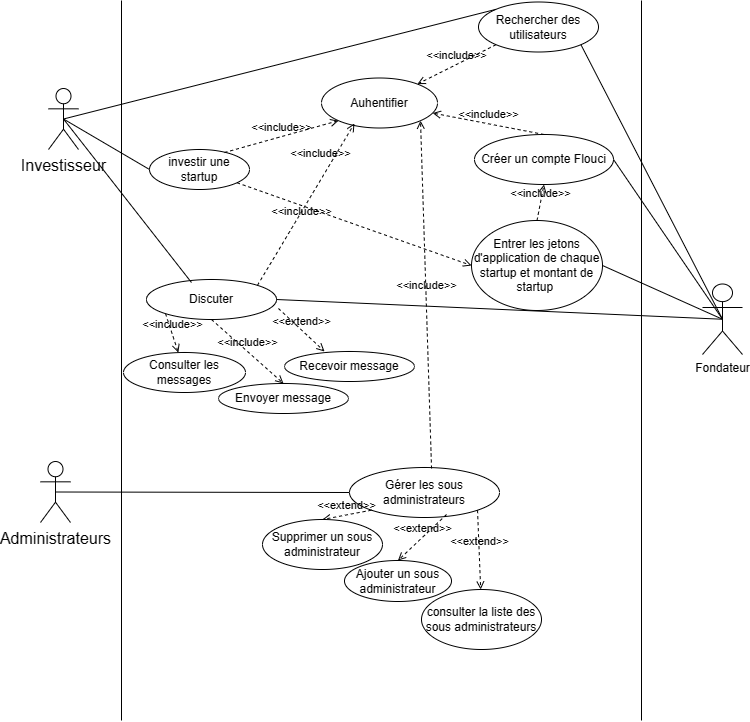 Rechercher des
utilisateurs
<<include>>
Auhentifier
<<include>>
<<include>>
<<include>>
Investisseur
investir une
startup
Créer un compte Flouci
<<include>>
<<include>>
Entrer les jetons
d'application de chaque
startup et montant de
startup
<<include>>
Discuter
<<include>>
<<extend>>
<<include>>
Consulter les
messages
Recevoir message
Envoyer message
Fondateur
Administrateurs
Gérer les sous
administrateurs
<<extend>>
<<extend>>
<<extend>>
Supprimer un sous
administrateur
Ajouter un sous
administrateur
consulter la liste des
sous administrateurs